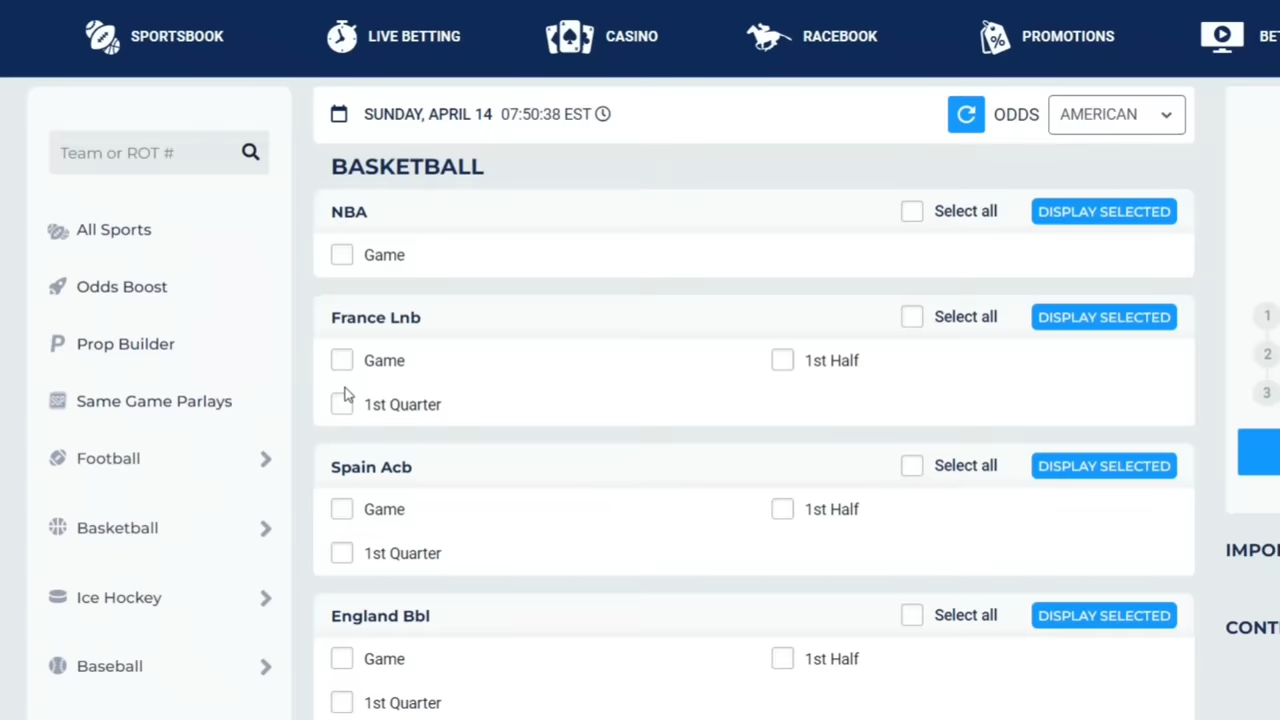 SPORTSBOOK LIVE BETTING CASINO RACEBOOK PROMOTIONS
SUNDAY, APRIL 14 07:50:38 EST ODDS AMERICAN
Team or ROT #
BASKETBALL
NBA Select all DISPLAY SELECTED
Game
All Sports
Odds Boost
Prop Builder
Same Game Parlays
Football
Basketball
Ice Hockey
Baseball
France Lnb Select all DISPLAY SELECTED
Game 1st Half
1st Quarter
Spain Acb Select all DISPLAY SELECTED
Game 1st Half
1st Quarter
England Bbl Select all DISPLAY SELECTED
Game 1st Half
1st Quarter
1
2
3